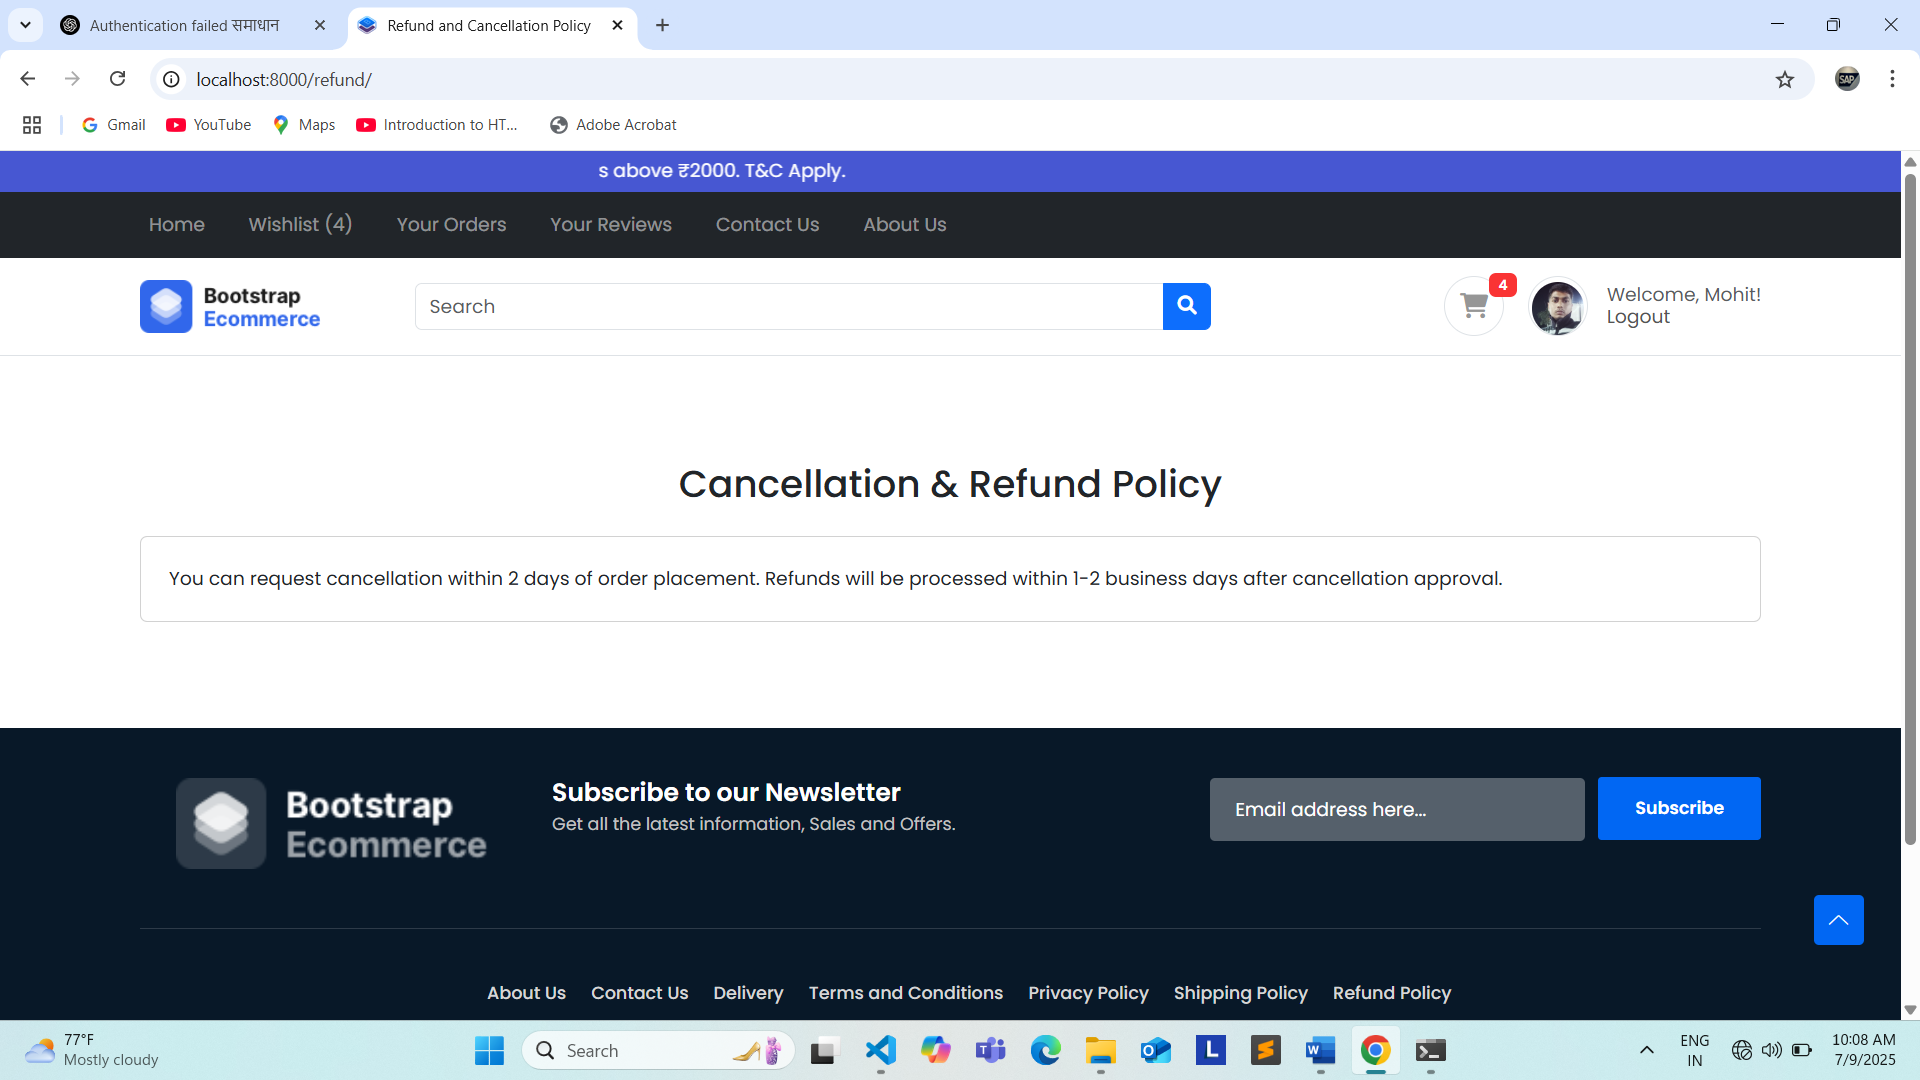 Authentication failed समाधान
Refund and Cancellation Policy
localhost:8000/refund/
SAP
Gmail
YouTube
Maps
Introduction to HT...
Adobe Acrobat
s above ₹2000. T&C Apply.
Home
Wishlist (4)
Your Orders
Your Reviews
Contact Us
About Us
Bootstrap
Ecommerce
Search
4
Welcome, Mohit!
Logout
Cancellation & Refund Policy
You can request cancellation within 2 days of order placement. Refunds will be processed within 1-2 business days after cancellation approval.
Bootstrap
Ecommerce
Subscribe to our Newsletter
Get all the latest information, Sales and Offers.
Email address here...
Subscribe
About Us
Contact Us
Delivery
Terms and Conditions
Privacy Policy
Shipping Policy
Refund Policy
77°F
Mostly cloudy
Search
L
W
ENG
IN
10:08 AM
7/9/2025